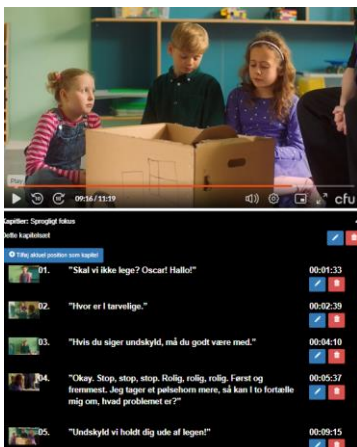 Play
09:16/11:19
cfu
Kapitler: Sprogligt fokus
Dette kapitelsæt
Tilføj aktuel position som kapitel
01. "Skal vi ikke lege? Oscar! Hallo!" 00:01:33
02. "Hvor er I tarvelige." 00:02:39
03. "Hvis du siger undskyld, må du godt være med." 00:04:10
04. "Okay. Stop, stop, stop. Rolig, rolig, rolig. Først og 00:05:37
fremmest. Jeg tager et pølsehorn mere, så kan I to fortælle
mig om, hvad problemet er?"
05. "Undskyld vi holdt dig ude af legen!" 00:09:15